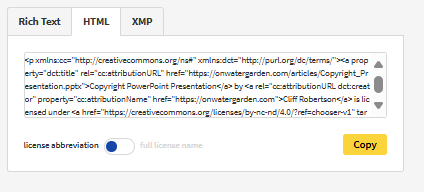 Rich Text
HTML
XMP
<p xmlns:cc="http://creativecommons.org/ns#" xmlns:dct="http://purl.org/dc/terms/"><a prop
erty="dct:title" rel="cc:attributionURL" href="https://onwatergarden.com/articles/Copyright_Pr
esentation.pptx">Copyright PowerPoint Presentation</a> by <a rel="cc:attributionURL dct:creat
or" property="cc:attributionName" href="https://onwatergarden.com">Cliff Robertson</a> is lic
ensed under <a href="https://creativecommons.org/licenses/by-nc-nd/4.0/?ref=chooser-v1" tar
license abbreviation
full license name
Copy